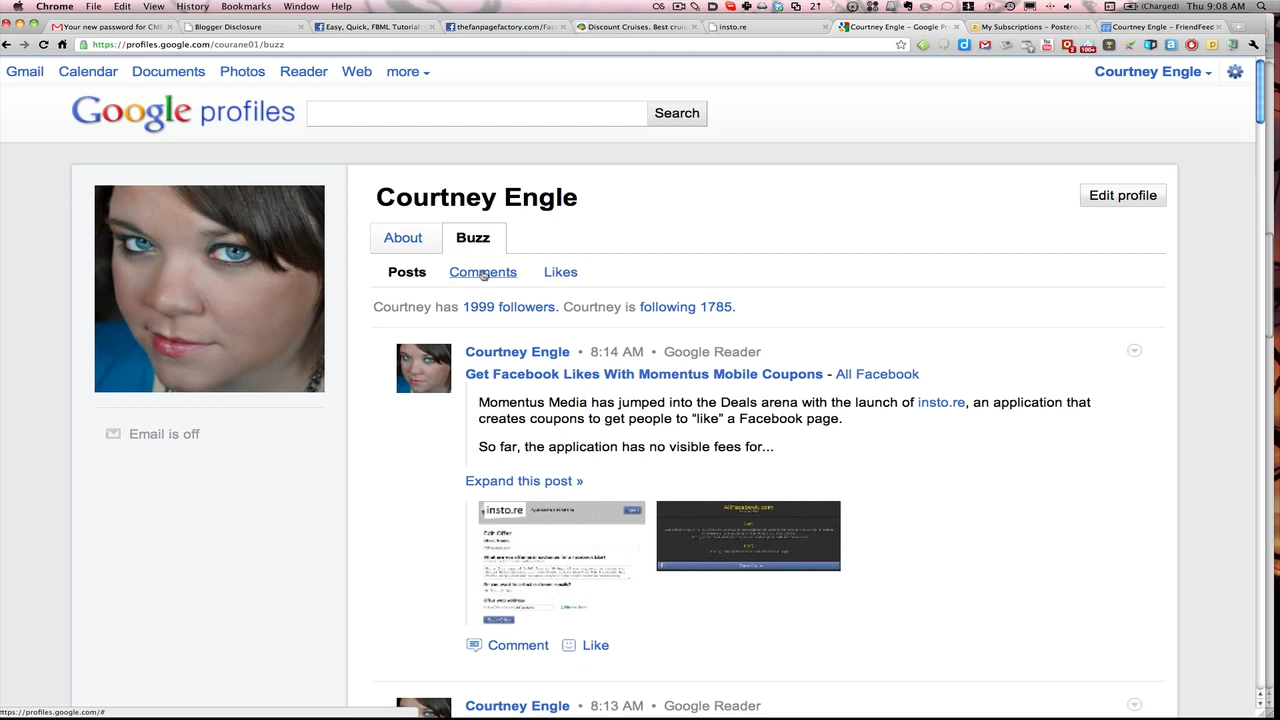 Chrome File Edit View History Bookmarks Window Help
(Charged) Thu 9:08 AM
Your new password for CMF
Blogger Disclosure
Easy, Quick, FBML Tutorial:
thefanpagefactory.com/Face
Discount Cruises. Best cruis
insto.re
Courtney Engle - Google Pr
My Subscriptions - Postero
Courtney Engle - FriendFeed
https://profiles.google.com/courane01/buzz
Gmail Calendar Documents Photos Reader Web more
Courtney Engle
Google profiles
Search
Courtney Engle
Edit profile
About Buzz
Posts Comments Likes
Courtney has 1999 followers. Courtney is following 1785.
Courtney Engle • 8:14 AM • Google Reader
Get Facebook Likes With Momentus Mobile Coupons - All Facebook
Momentus Media has jumped into the Deals arena with the launch of insto.re, an application that
creates coupons to get people to “like” a Facebook page.
So far, the application has no visible fees for...
Email is off
Expand this post »
insto.re
Edit Offer
AllFacebook.com
Comment Like
Courtney Engle • 8:13 AM • Google Reader
https://profiles.google.com/#